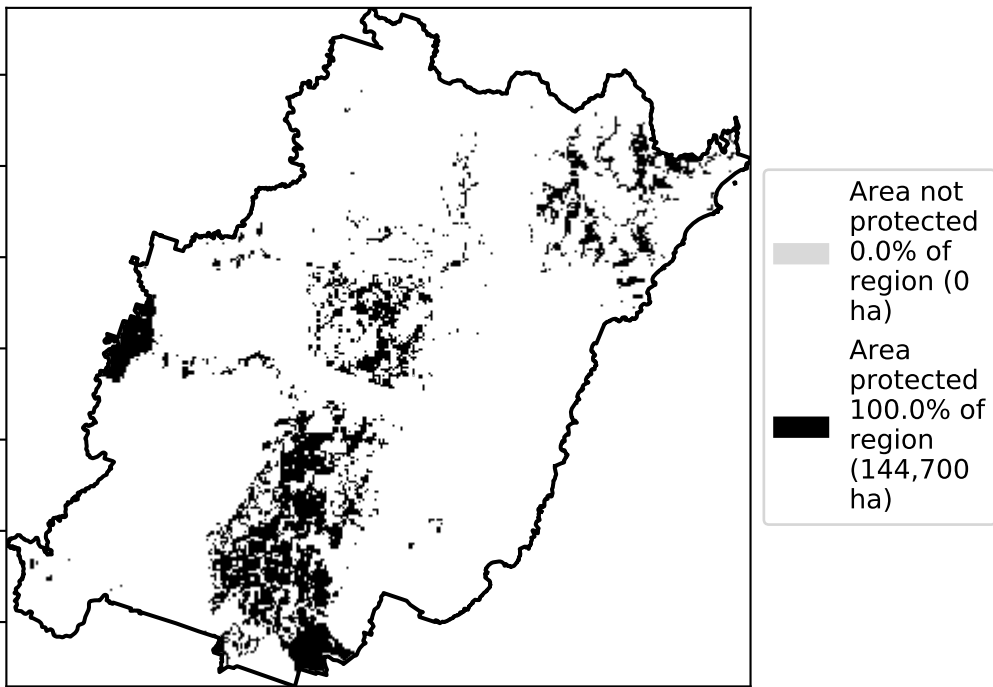 Area not
protected
0.0% of
region (0
ha)
Area
protected
100.0% of
region
(144,700
ha)